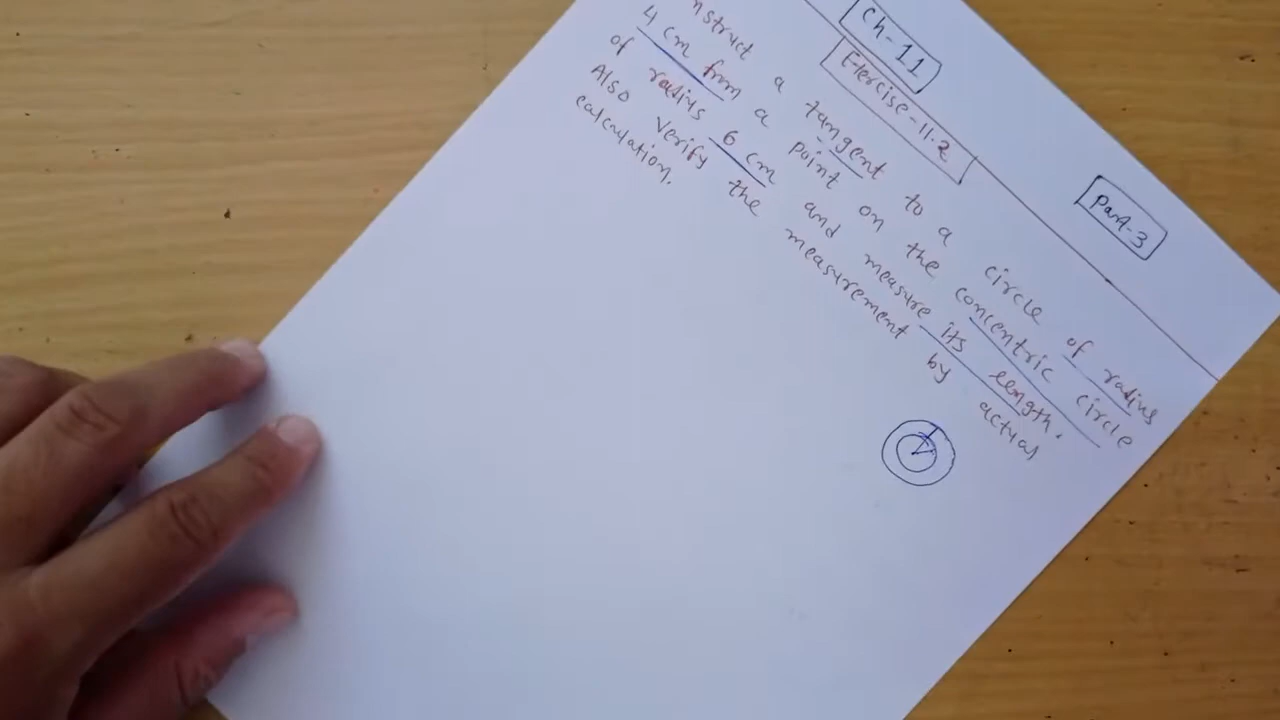 Ch-11
Exercise-11.2
Part-3
nstruct a tangent to a circle of radius
4 cm from a point on the concentric circle
of radius 6 cm and measure its length.
Also verify the measurement by actual
calculation.